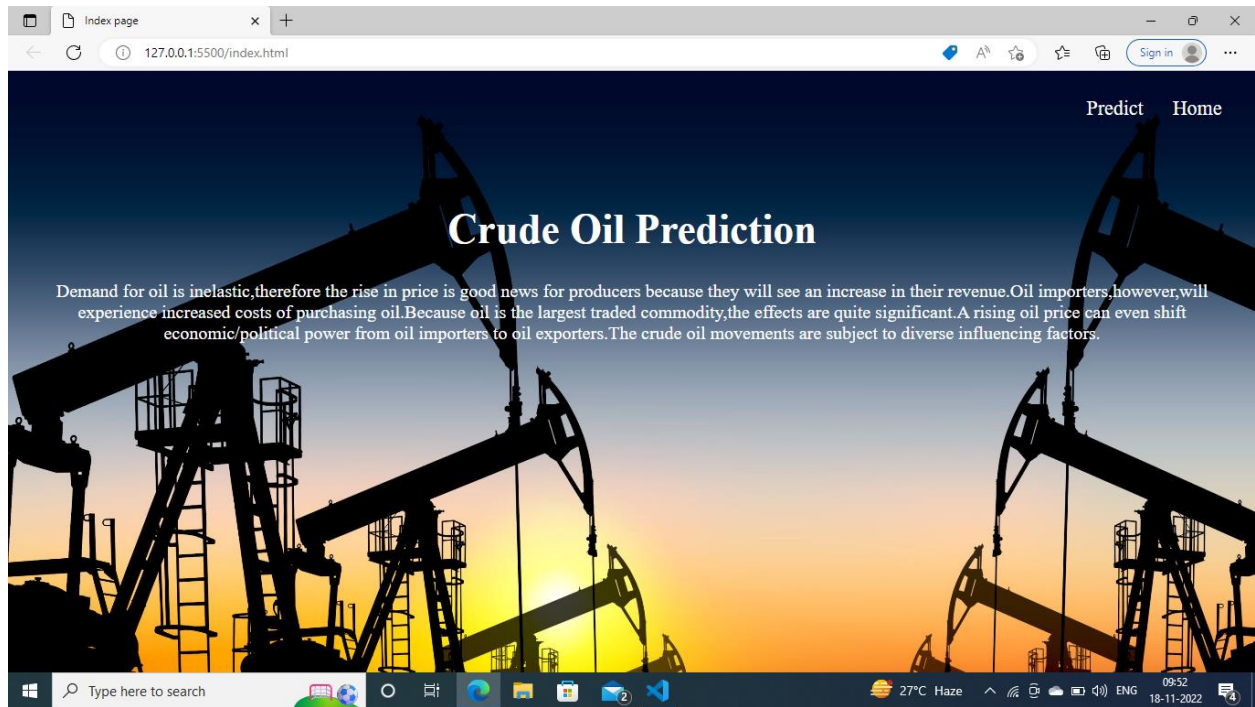 Index page
127.0.0.1:5500/index.html
Sign in
Predict Home
Crude Oil Prediction
Demand for oil is inelastic,therefore the rise in price is good news for producers because they will see an increase in their revenue.Oil importers,however,will
experience increased costs of purchasing oil.Because oil is the largest traded commodity,the effects are quite significant.A rising oil price can even shift
economic/political power from oil importers to oil exporters.The crude oil movements are subject to diverse influencing factors.
Type here to search
2
27°C Haze
ENG
09:52
18-11-2022
4